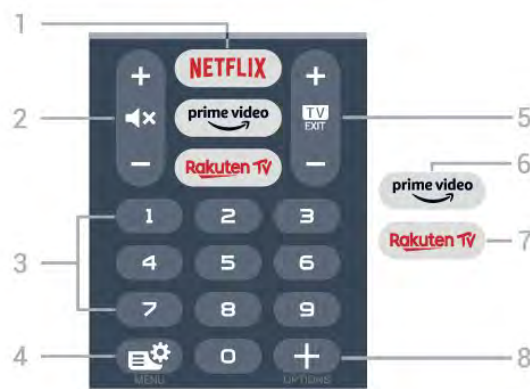 1
NETFLIX
+ +
2 prime video TV EXIT 5
6
prime video
- Rakuten TV -
Rakuten TV 7
1 2 3
3 4 5 6
7 8 9
4 0 + 8
MENU OPTIONS